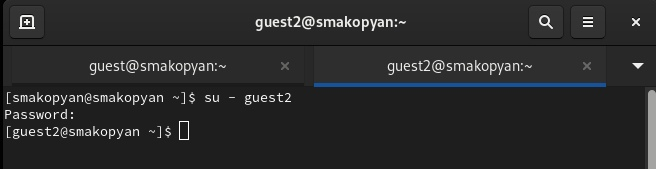 guest2@smakopyan:~
guest@smakopyan:~
guest2@smakopyan:~
[smakopyan@smakopyan ~]$ su - guest2
Password:
[guest2@smakopyan ~]$